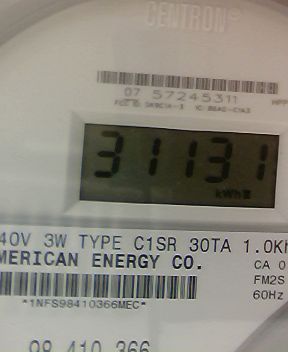 CENTRON®
07 57245311
31131
kWh
40V 3W TYPE C1SR 30TA 1.0Kh
MERICAN ENERGY CO.
CA 0
FM2S
60Hz
*1NFS98410366MEC*
98 410 366